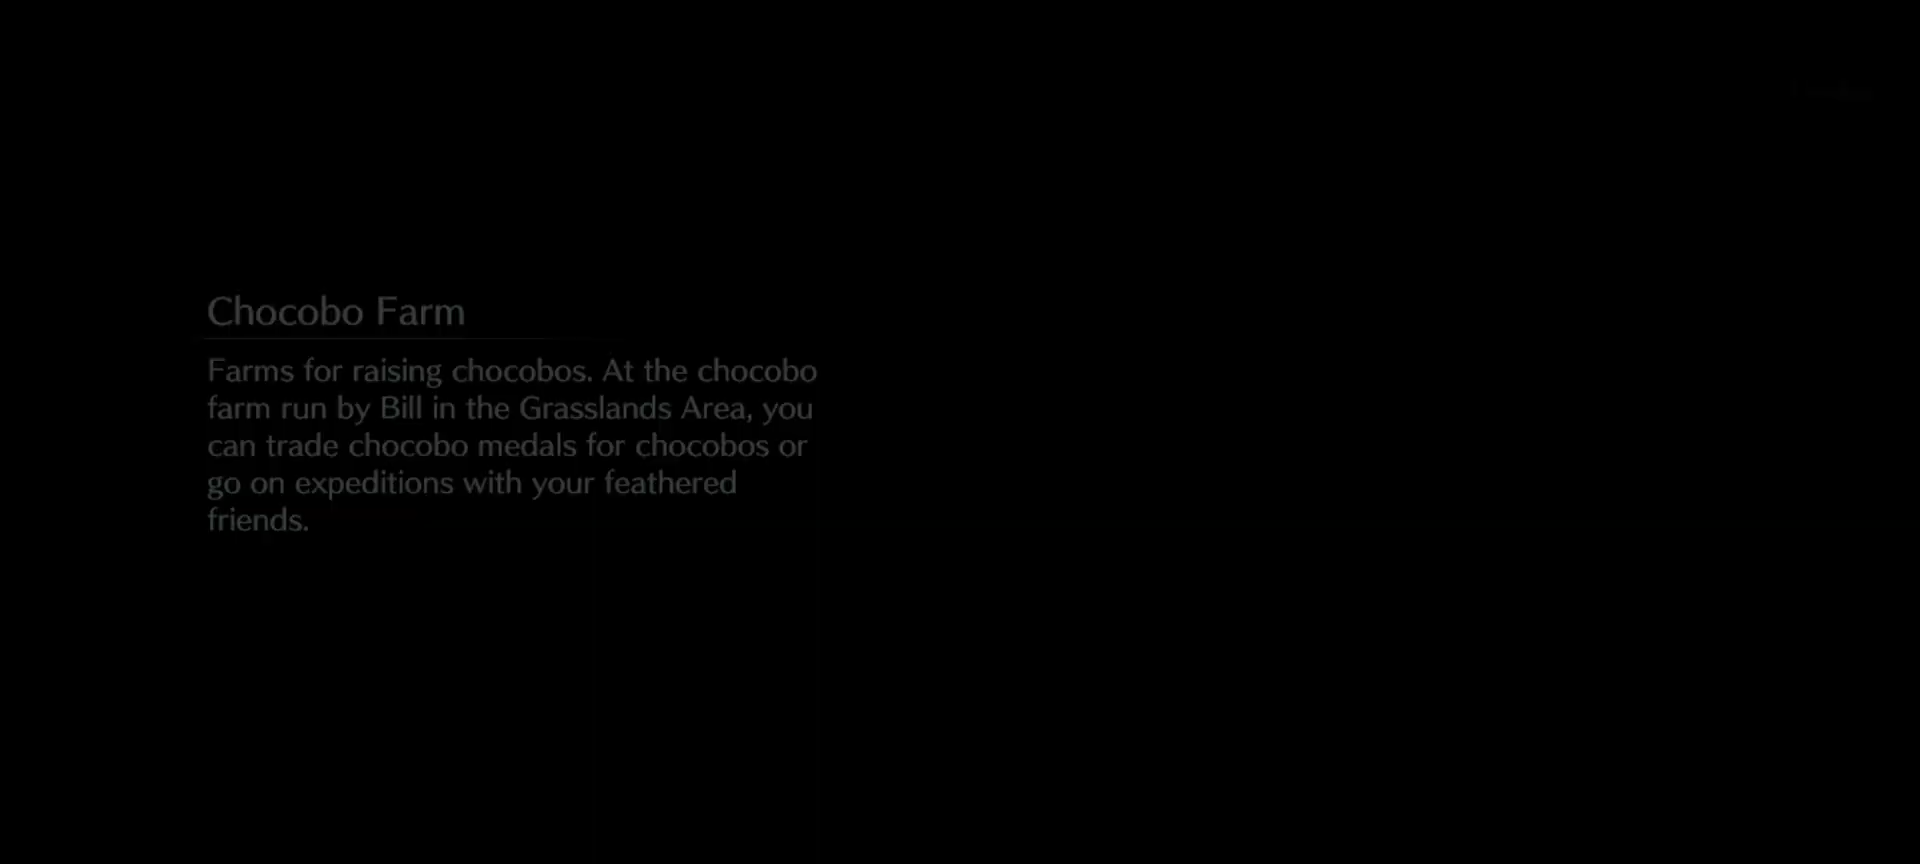 Chocobo Farm
Farms for raising chocobos. At the chocobo
farm run by Bill in the Grasslands Area, you
can trade chocobo medals for chocobos or
go on expeditions with your feathered
friends.